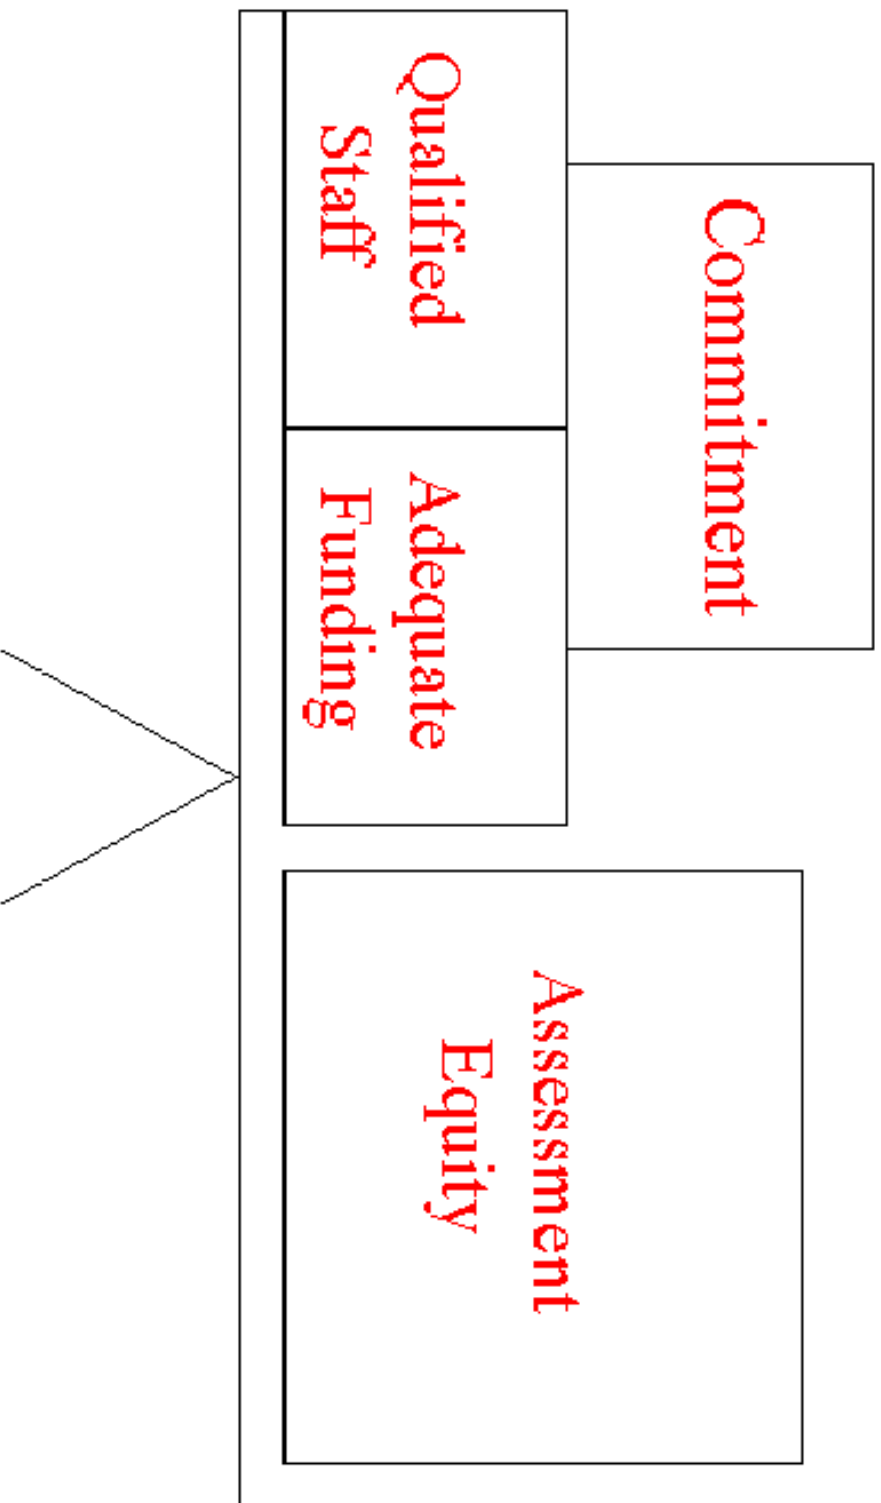 Commitment
Qualified
Staff
Adequate
Funding
Assessment
Equity